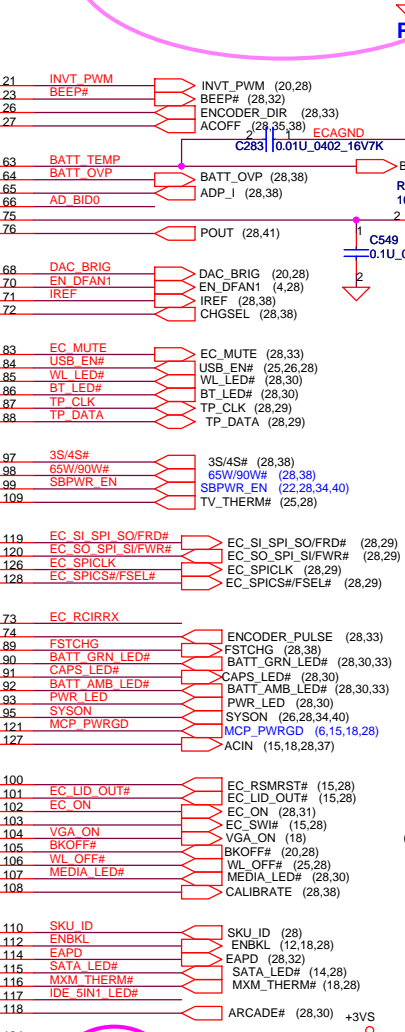 21 INVT_PWM INVT_PWM (20,28)
23 BEEP# BEEP# (28,32)
26 ENCODER_DIR (28,33)
27 ACOFF (28,35,38)
2 1 ECAGND
C283 0.01U_0402_16V7K
63 BATT_TEMP
64 BATT_OVP BATT_OVP (28,38)
65 ADP_I (28,38)
66 AD_BID0
75 2
76 POUT (28,41)
1
C549
2
68 DAC_BRIG DAC_BRIG (20,28)
70 EN_DFAN1 EN_DFAN1 (4,28)
71 IREF IREF (28,38)
72 CHGSEL (28,38)
83 EC_MUTE EC_MUTE (28,33)
84 USB_EN# USB_EN# (25,26,28)
85 WL_LED# WL_LED# (28,30)
86 BT_LED# BT_LED# (28,30)
87 TP_CLK TP_CLK (28,29)
88 TP_DATA TP_DATA (28,29)
97 3S/4S# 3S/4S# (28,38)
98 65W/90W# 65W/90W# (28,38)
99 SBPWR_EN SBPWR_EN (22,28,34,40)
109 TV_THERM# (25,28)
119 EC_SI_SPI_SO/FRD# EC_SI_SPI_SO/FRD# (28,29)
120 EC_SO_SPI_SI/FWR# EC_SO_SPI_SI/FWR# (28,29)
126 EC_SPICLK EC_SPICLK (28,29)
128 EC_SPICS#/FSEL# EC_SPICS#/FSEL# (28,29)
73 EC_RCIRRX
74 ENCODER_PULSE (28,33)
89 FSTCHG FSTCHG (28,38)
90 BATT_GRN_LED# BATT_GRN_LED# (28,30,33)
91 CAPS_LED# CAPS_LED# (28,30)
92 BATT_AMB_LED# BATT_AMB_LED# (28,30,33)
93 PWR_LED PWR_LED (28,30)
95 SYSON SYSON (26,28,34,40)
121 MCP_PWRGD MCP_PWRGD (6,15,18,28)
127 ACIN (15,18,28,37)
100 EC_RSMRST# (15,28)
101 EC_LID_OUT# EC_LID_OUT# (15,28)
102 EC_ON EC_ON (28,31)
103 EC_SWI# (15,28)
104 VGA_ON VGA_ON (18)
105 BKOFF# BKOFF# (20,28)
106 WL_OFF# WL_OFF# (25,28)
107 MEDIA_LED# MEDIA_LED# (28,30)
108 CALIBRATE (28,38)
110 SKU_ID SKU_ID (28)
112 ENBKL ENBKL (12,18,28)
114 EAPD EAPD (28,32)
115 SATA_LED# SATA_LED# (14,28)
116 MXM_THERM# MXM_THERM# (18,28)
117 IDE_5IN1_LED#
118 ARCADE# (28,30)
+3VS